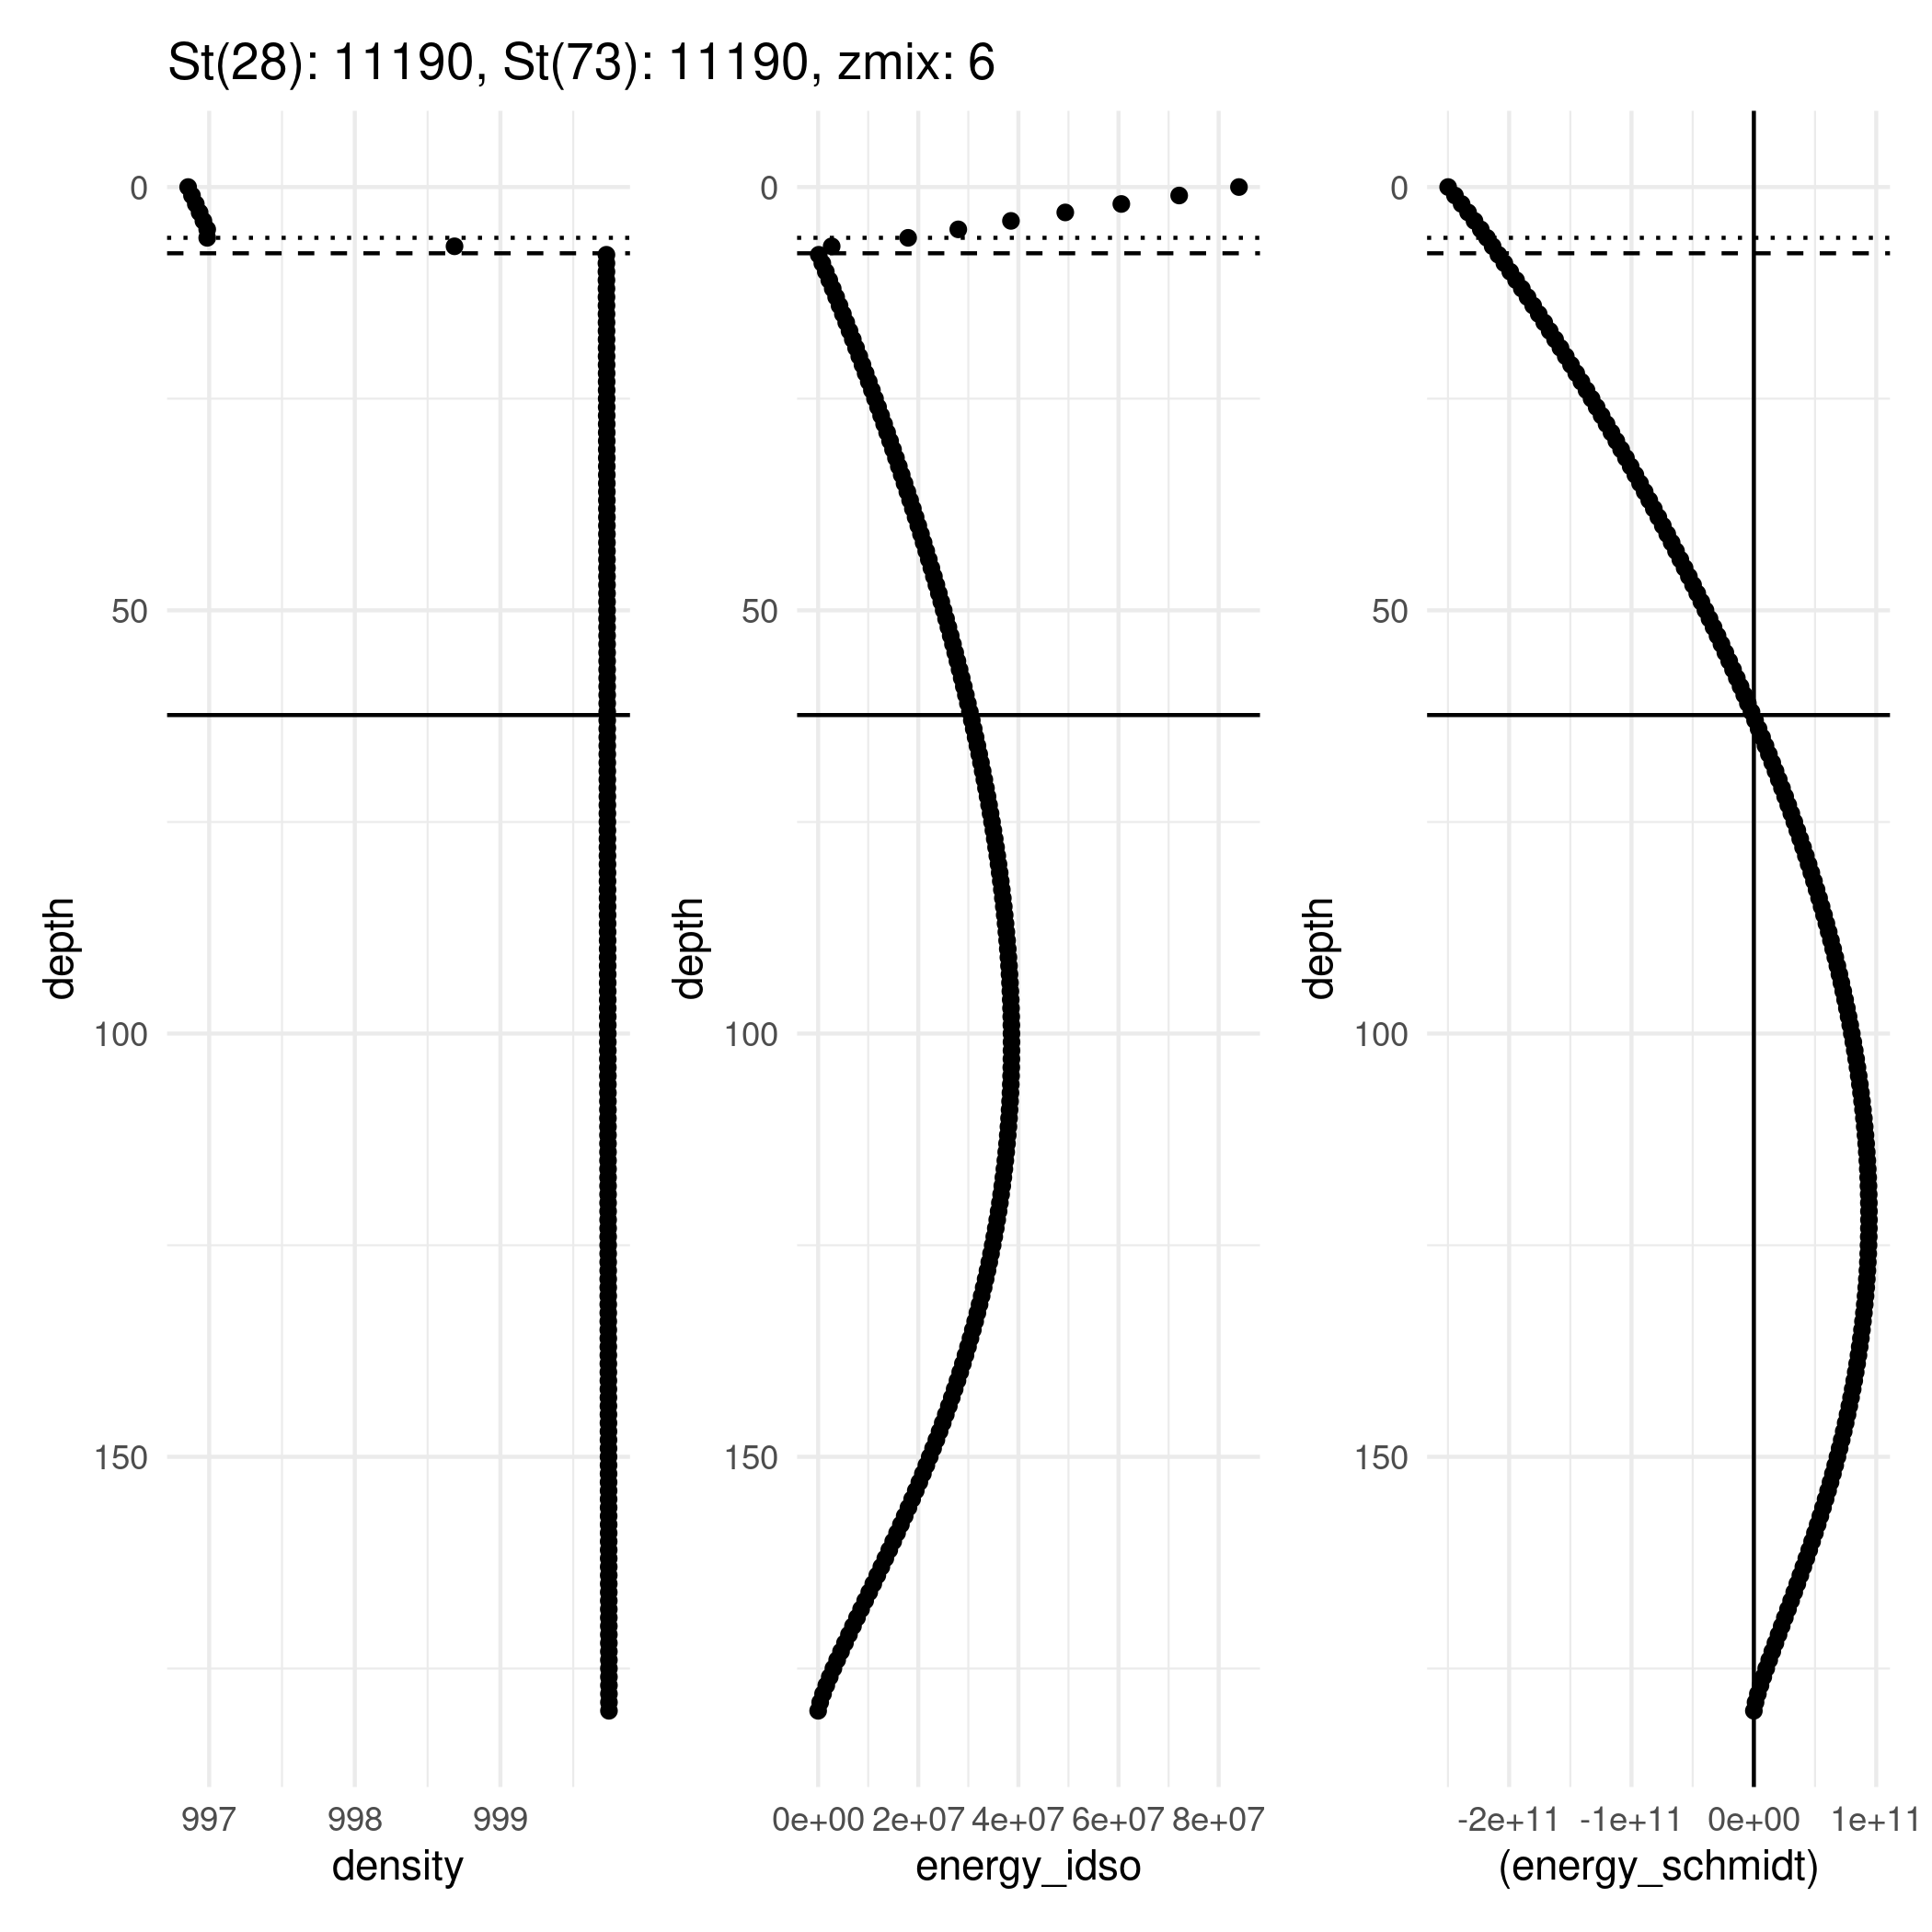 St(28): 11190, St(73): 11190, zmix: 6
depth
0
50
100
150
997 998 999
density
depth
0
50
100
150
0e+00 2e+07 4e+07 6e+07 8e+07
energy_idso
depth
0
50
100
150
-2e+11 -1e+11 0e+00 1e+11
(energy_schmidt)